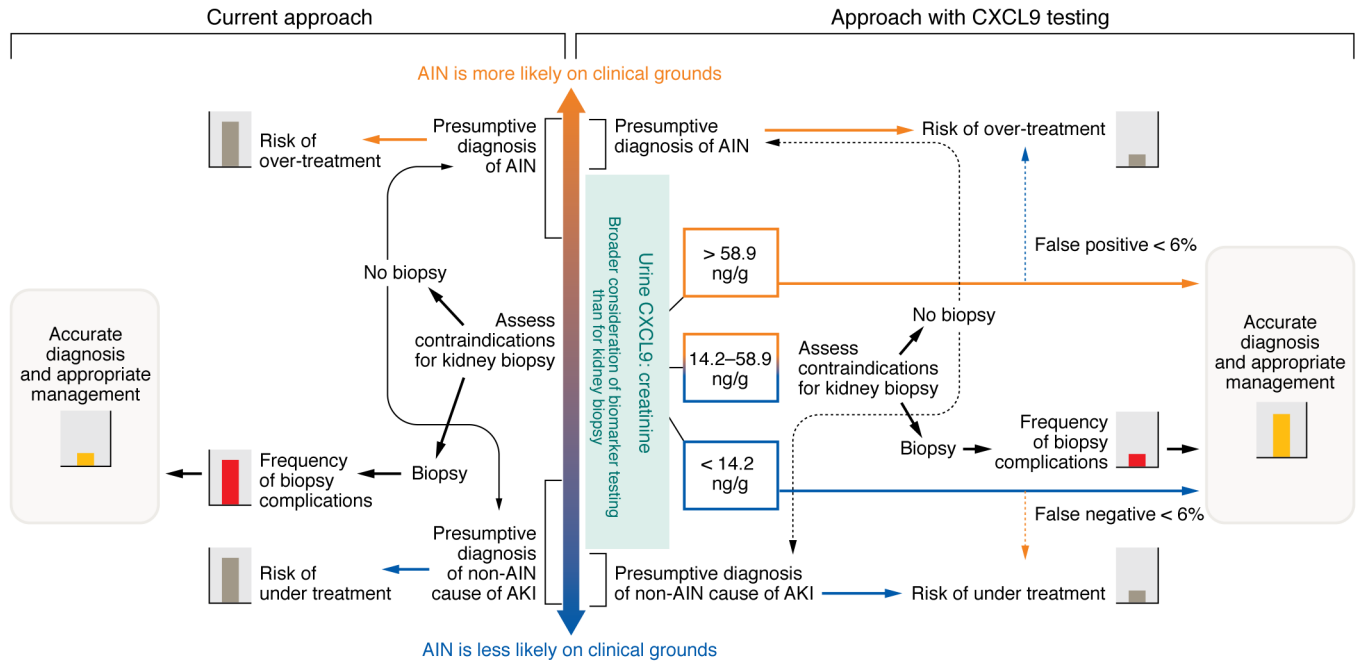 Current approach
Approach with CXCL9 testing
AIN is more likely on clinical grounds
Risk of
over-treatment
Presumptive
diagnosis
of AIN
No biopsy
Assess
contraindications
for kidney biopsy
Accurate
diagnosis
and appropriate
management
Frequency
of biopsy
complications
Biopsy
Risk of
under treatment
Presumptive
diagnosis
of non-AIN
cause of AKI
Presumptive
diagnosis of AIN
Risk of over-treatment
Urine CXCL9: creatinine
Broader consideration of biomarker testing
than for kidney biopsy
> 58.9
ng/g
False positive < 6%
14.2–58.9
ng/g
Assess
contraindications
for kidney biopsy
No biopsy
Biopsy
Frequency
of biopsy
complications
Accurate
diagnosis
and appropriate
management
< 14.2
ng/g
False negative < 6%
Presumptive diagnosis
of non-AIN cause of AKI
Risk of under treatment
AIN is less likely on clinical grounds